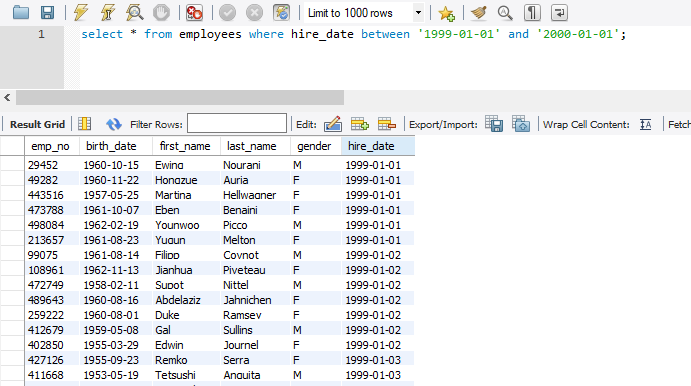 Limit to 1000 rows
1 select * from employees where hire_date between '1999-01-01' and '2000-01-01';
Result Grid Filter Rows: Edit: Export/Import: Wrap Cell Content: Fetch
emp_no birth_date first_name last_name gender hire_date
29452 1960-10-15 Ewing Nourani M 1999-01-01
49282 1960-11-22 Hongzue Auria F 1999-01-01
443516 1957-05-25 Martina Hellwagner F 1999-01-01
473788 1961-10-07 Eben Benaini F 1999-01-01
498084 1962-02-19 Younwoo Picco M 1999-01-01
213657 1961-08-23 Yugun Melton F 1999-01-01
99075 1961-08-14 Filipp Covnot M 1999-01-02
108961 1962-11-13 Jianhua Piveteau F 1999-01-02
472749 1958-02-11 Supot Nittel M 1999-01-02
489643 1960-08-16 Abdelaziz Jahnichen F 1999-01-02
259222 1960-08-01 Duke Ramsey F 1999-01-02
412679 1959-05-08 Gal Sullins M 1999-01-02
402850 1955-03-29 Edwin Journel F 1999-01-02
427126 1955-09-23 Remko Serra F 1999-01-03
411668 1953-05-19 Tetsushi Anguita M 1999-01-03